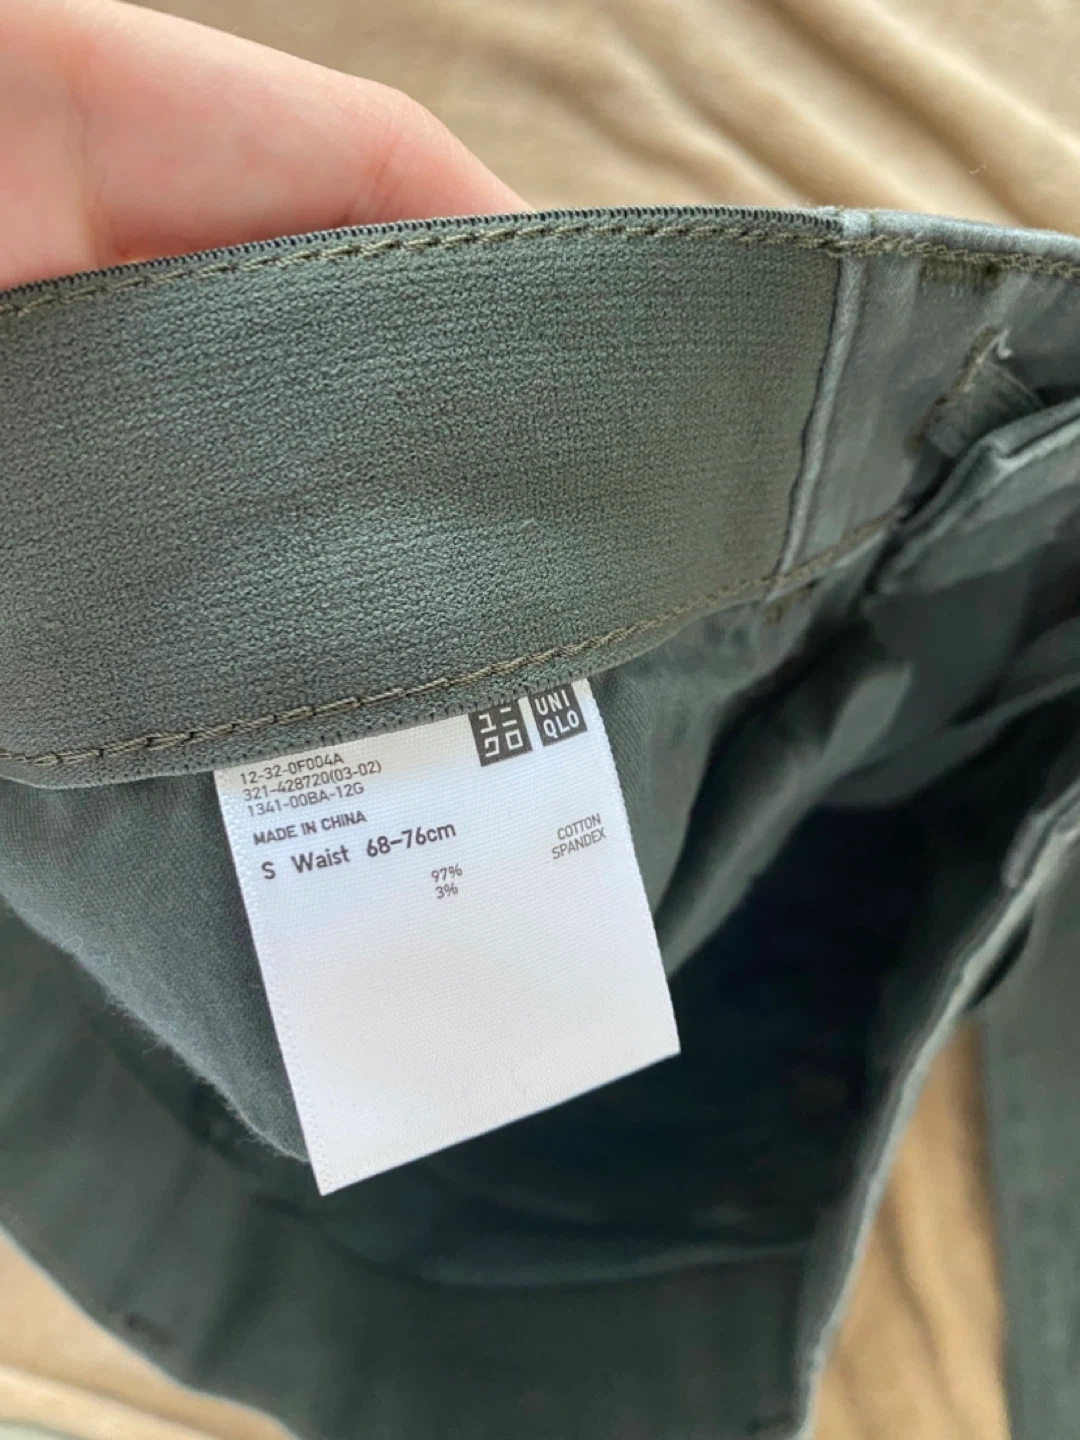 ユニ
クロ
UNI
QLO
12-32-0F004A
321-428720(03-02)
1341-00BA-12G
MADE IN CHINA
S Waist 68–76cm
COTTON
SPANDEX
97%
3%